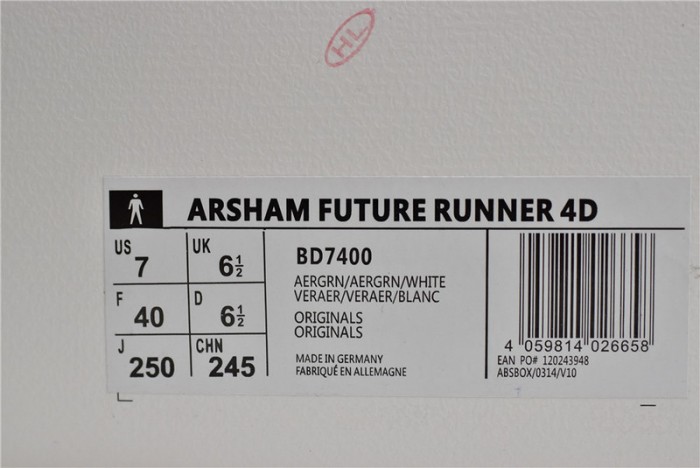 HL
ARSHAM FUTURE RUNNER 4D
US 7 UK 6½
F 40 D 6½
J 250 CHN 245
BD7400
AERGRN/AERGRN/WHITE
VERAER/VERAER/BLANC
ORIGINALS
ORIGINALS
MADE IN GERMANY
FABRIQUÉ EN ALLEMAGNE
4 059814 026658
EAN PO# 120243948
ABSBOX/0314/V10